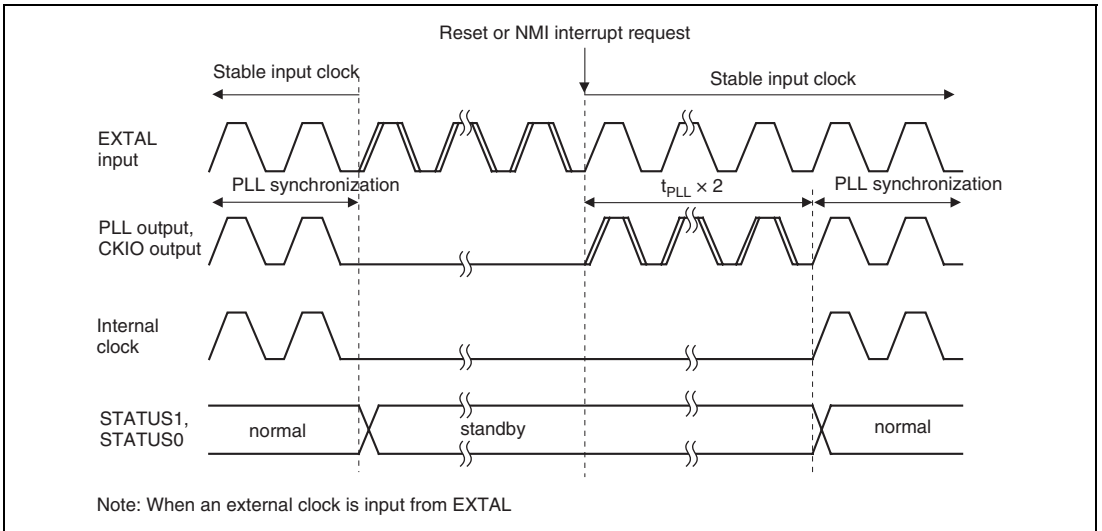 Reset or NMI interrupt request
Stable input clock
Stable input clock
EXTAL
input
PLL synchronization
tPLL × 2
PLL synchronization
PLL output,
CKIO output
Internal
clock
STATUS1,
STATUS0
normal
standby
normal
Note: When an external clock is input from EXTAL